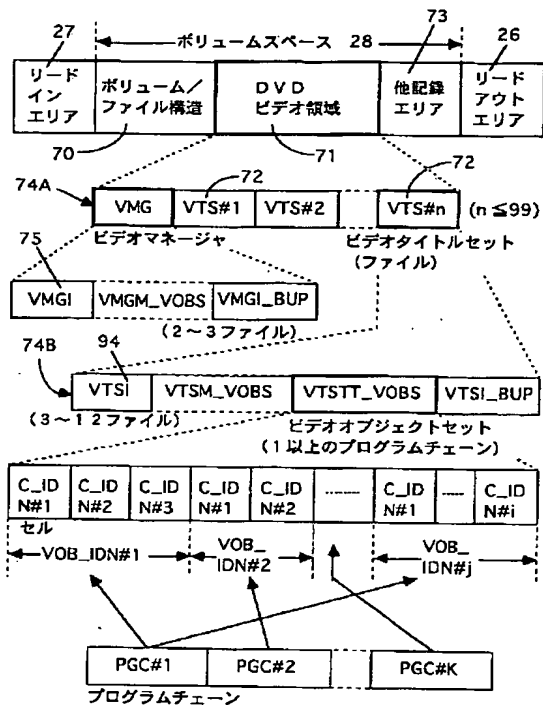 27
ボリュームスペース 28
73
26
リード
イン
エリア
ボリューム／
ファイル構造
DVD
ビデオ領域
他記録
エリア
リード
アウト
エリア
70
71
72
72
74A
VMG
VTS#1
VTS#2
VTS#n
(n≦99)
ビデオマネージャ
ビデオタイトルセット
(ファイル)
75
VMGI
VMGM_VOBS
VMGI_BUP
(2～3ファイル)
94
74B
VTSI
VTSM_VOBS
VTSTT_VOBS
VTSI_BUP
(3～12ファイル)
ビデオオブジェクトセット
(1以上のプログラムチェーン)
C_ID
N#1
C_ID
N#2
C_ID
N#3
C_ID
N#1
C_ID
N#2
C_ID
N#1
C_ID
N#i
セル
VOB_IDN#1
VOB_
IDN#2
VOB_
IDN#j
PGC#1
PGC#2
PGC#K
プログラムチェーン